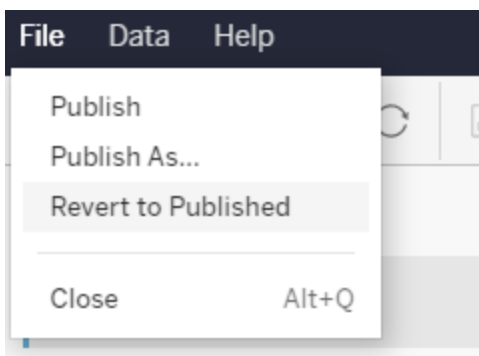 File Data Help
Publish
Publish As...
Revert to Published
Close Alt+Q